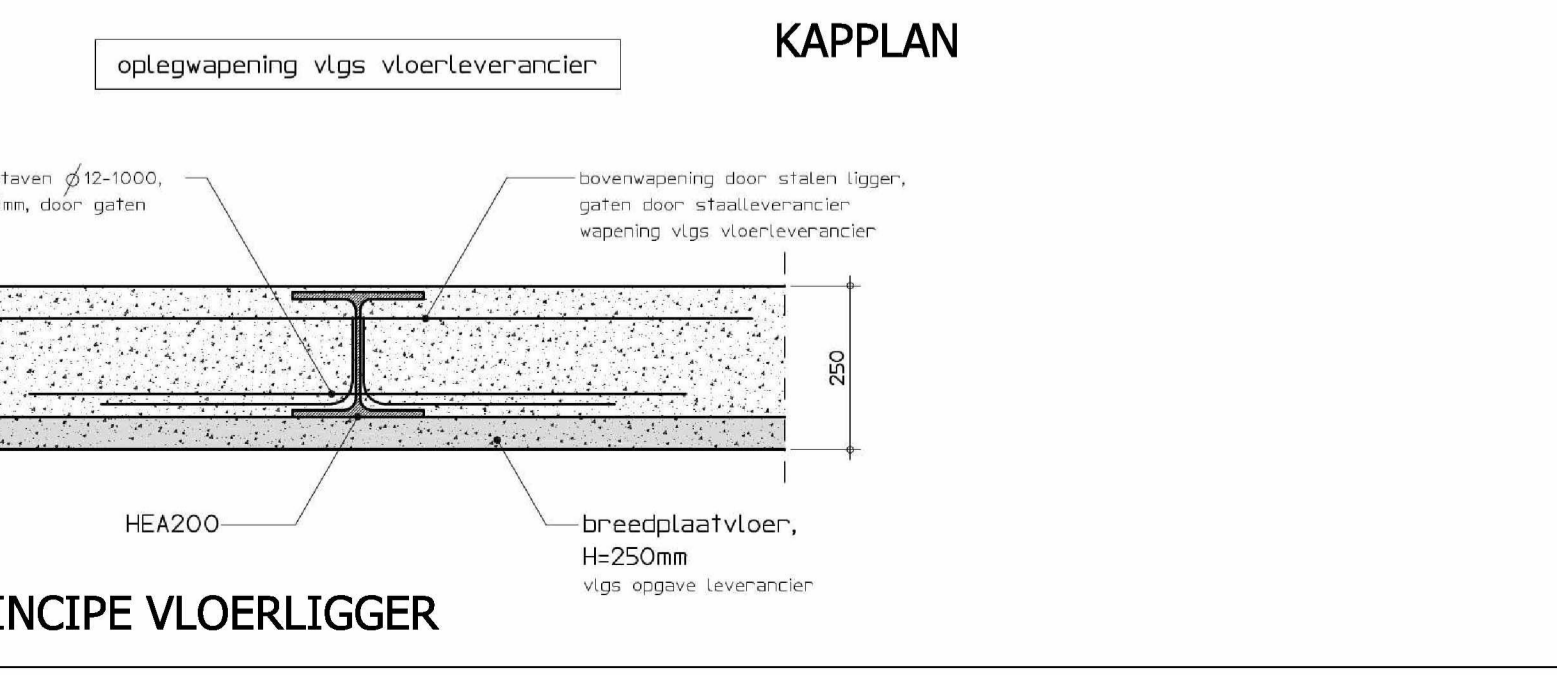 KAPPLAN
oplegwapening vlgs vloerleverancier
taven ø12-1000,
mm, door gaten
bovenwapening door stalen ligger,
gaten door staalleverancier
wapening vlgs vloerleverancier
250
HEA200
breedplaatvloer,
H=250mm
vlgs opgave leverancier
INCIPE VLOERLIGGER